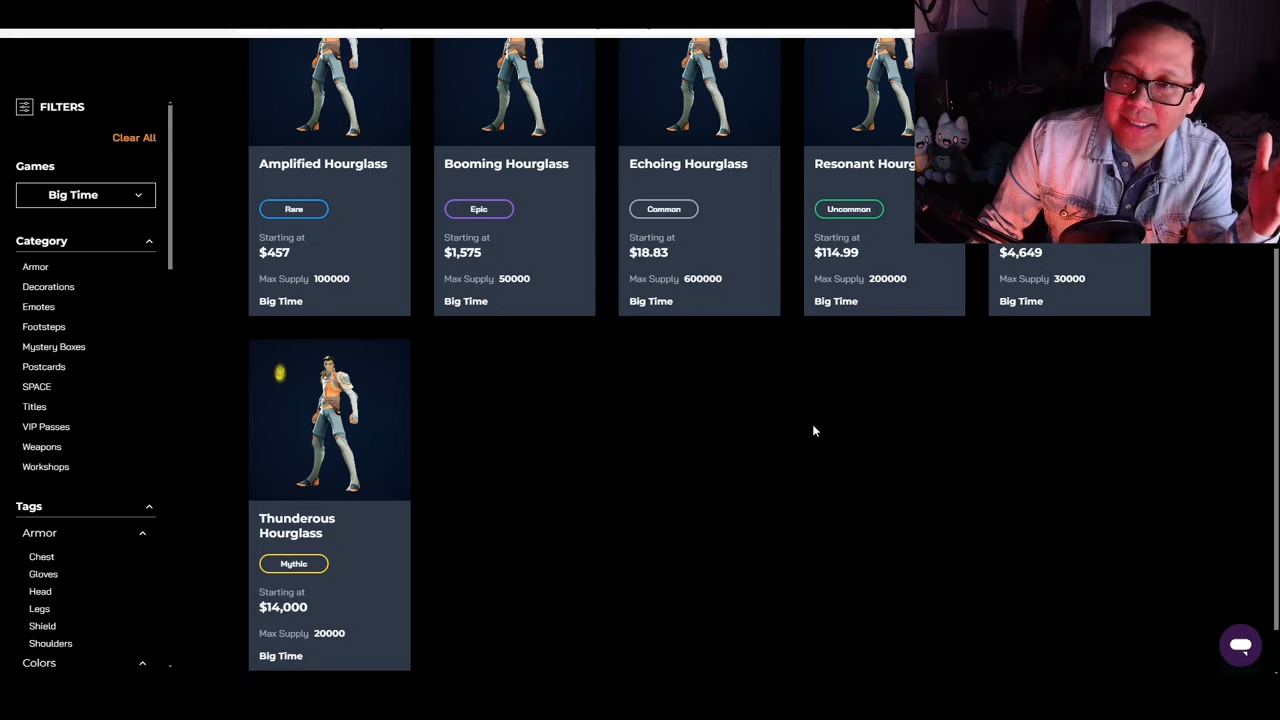 FILTERS
Clear All
Games
Big Time
Category
Armor
Decorations
Emotes
Footsteps
Mystery Boxes
Postcards
SPACE
Titles
VIP Passes
Weapons
Workshops
Tags
Armor
Chest
Gloves
Head
Legs
Shield
Shoulders
Colors
Amplified Hourglass
Rare
Starting at
$457
Max Supply 100000
Big Time
Booming Hourglass
Epic
Starting at
$1,575
Max Supply 50000
Big Time
Echoing Hourglass
Common
Starting at
$18.83
Max Supply 600000
Big Time
Resonant Hourg
Uncommon
Starting at
$114.99
Max Supply 200000
Big Time
$4,649
Max Supply 30000
Big Time
Thunderous
Hourglass
Mythic
Starting at
$14,000
Max Supply 20000
Big Time